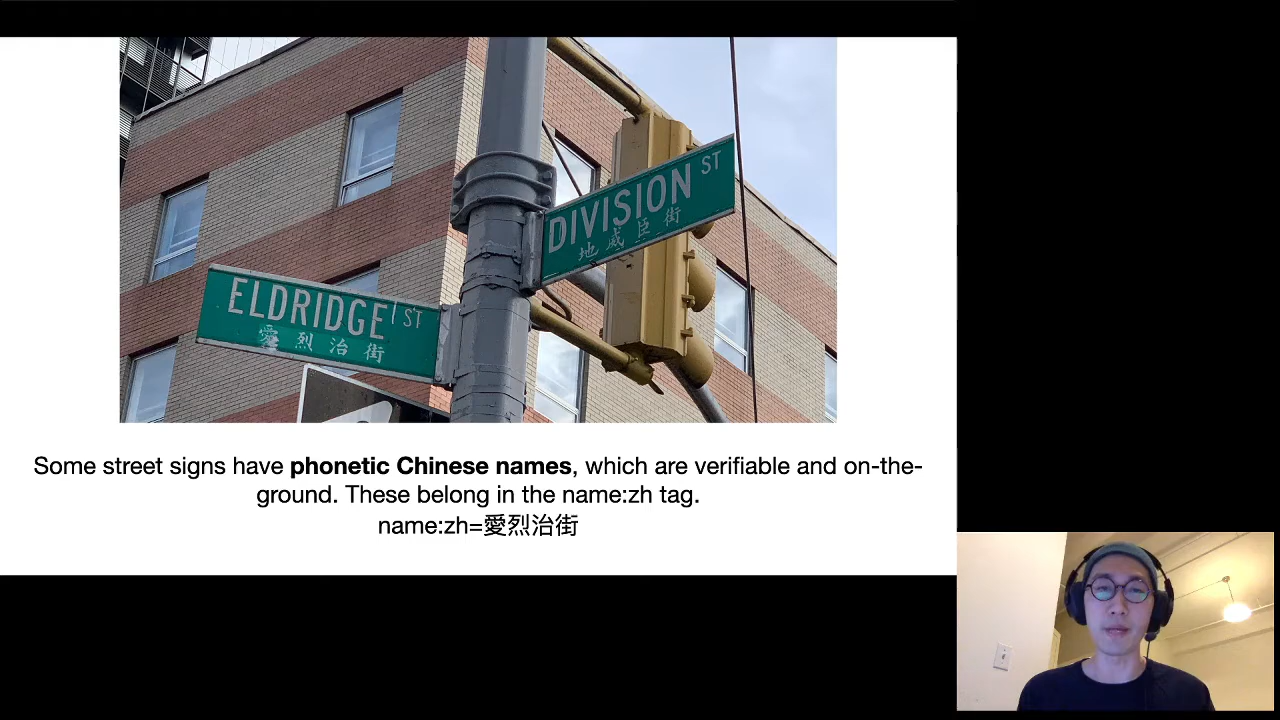 DIVISION ST
地威臣街
ELDRIDGE ST
愛烈治街
Some street signs have phonetic Chinese names, which are verifiable and on-the-
ground. These belong in the name:zh tag.
name:zh=愛烈治街